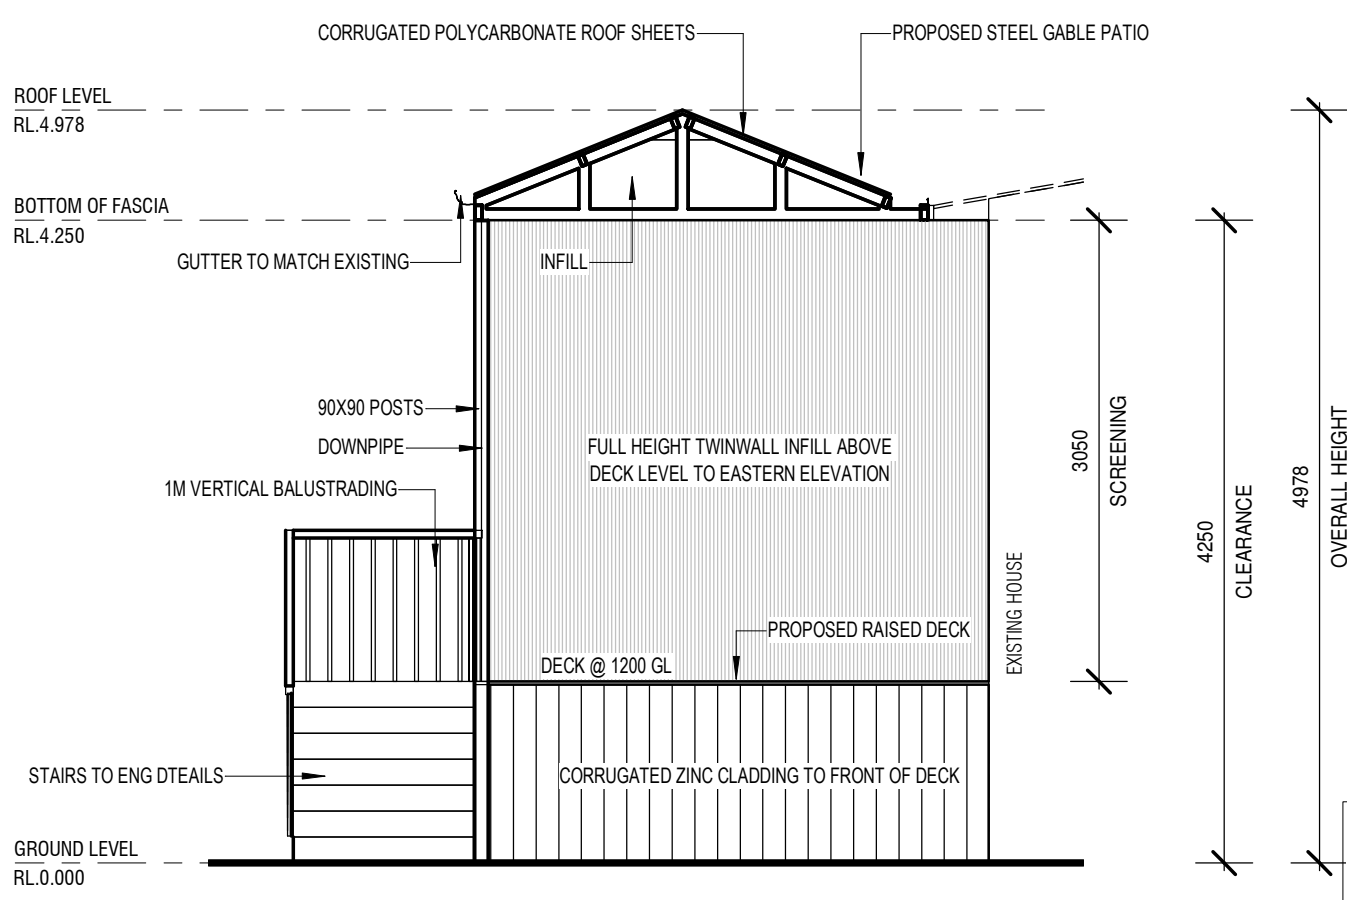 CORRUGATED POLYCARBONATE ROOF SHEETS
PROPOSED STEEL GABLE PATIO
ROOF LEVEL
RL.4.978
BOTTOM OF FASCIA
RL.4.250
GUTTER TO MATCH EXISTING
INFILL
90X90 POSTS
DOWNPIPE
FULL HEIGHT TWINWALL INFILL ABOVE
DECK LEVEL TO EASTERN ELEVATION
1M VERTICAL BALUSTRADING
PROPOSED RAISED DECK
DECK @ 1200 GL
EXISTING HOUSE
3050
SCREENING
4250
CLEARANCE
4978
OVERALL HEIGHT
STAIRS TO ENG DTEAILS
CORRUGATED ZINC CLADDING TO FRONT OF DECK
GROUND LEVEL
RL.0.000